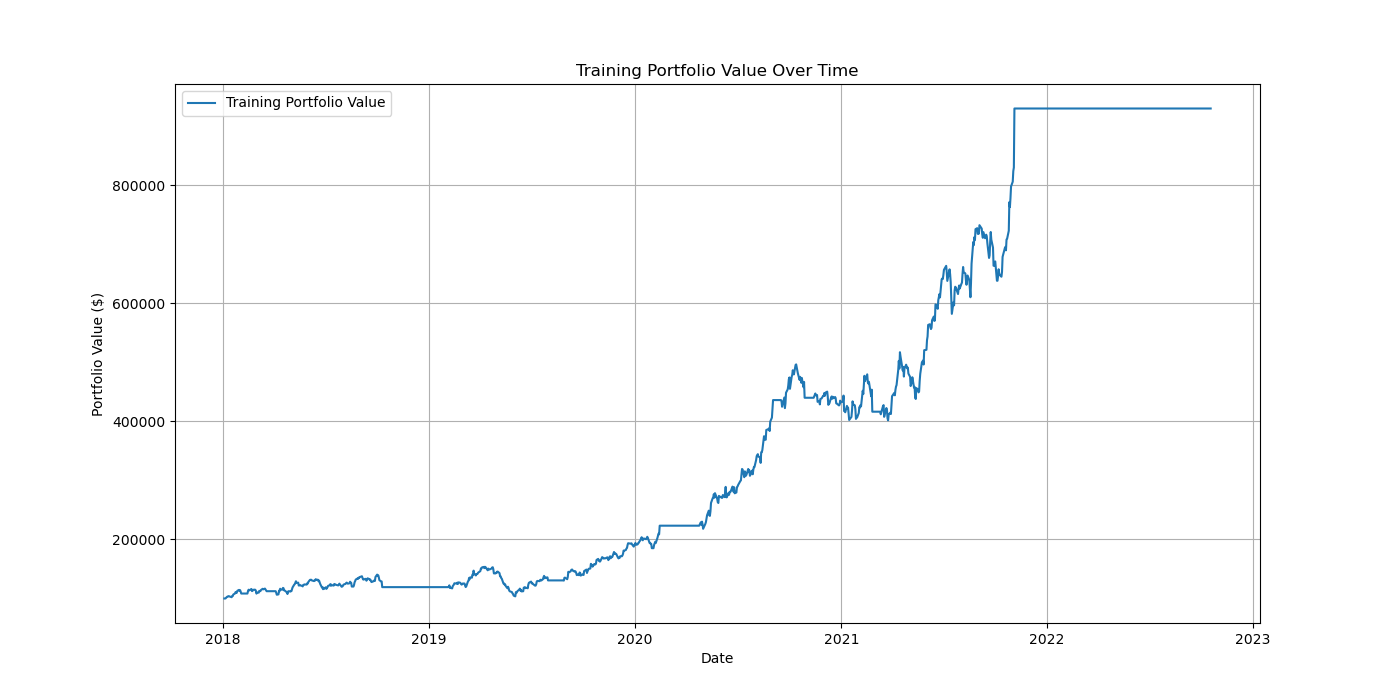 Training Portfolio Value Over Time
Training Portfolio Value
800000
600000
400000
200000
Portfolio Value ($)
2018 2019 2020 2021 2022 2023
Date